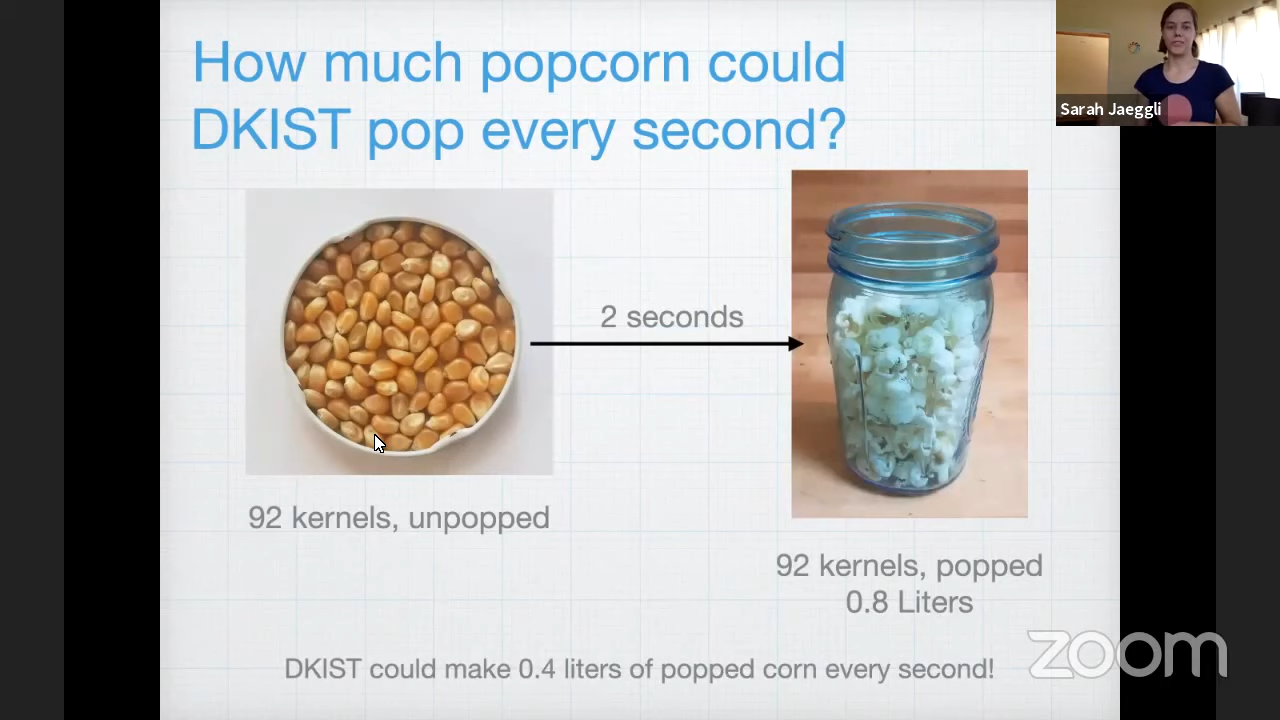 How much popcorn could
DKIST pop every second?
Sarah Jaeggli
2 seconds
92 kernels, unpopped
92 kernels, popped
0.8 Liters
DKIST could make 0.4 liters of popped corn every second!
zoom